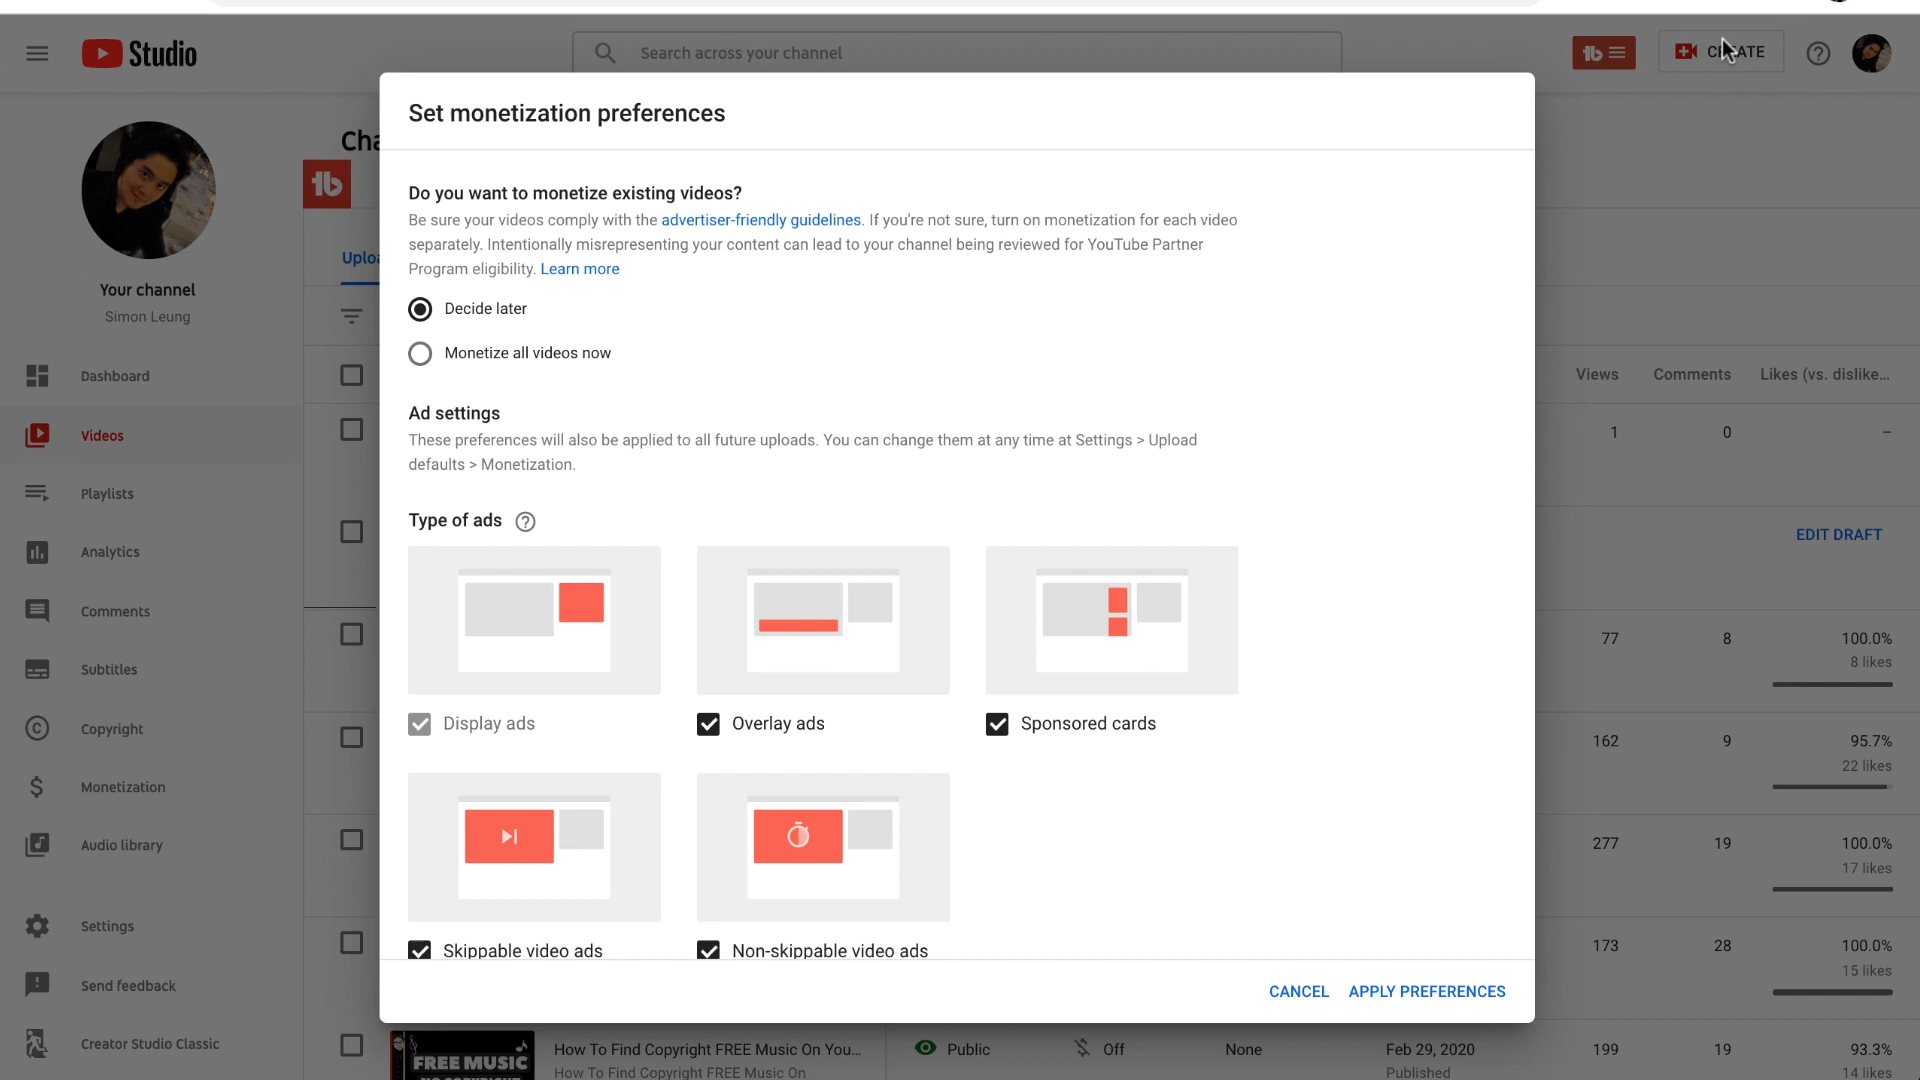 Studio
Search across your channel
CREATE
Set monetization preferences
Do you want to monetize existing videos?
Be sure your videos comply with the advertiser-friendly guidelines. If you're not sure, turn on monetization for each video
separately. Intentionally misrepresenting your content can lead to your channel being reviewed for YouTube Partner
Program eligibility. Learn more
Decide later
Monetize all videos now
Ad settings
These preferences will also be applied to all future uploads. You can change them at any time at Settings > Upload
defaults > Monetization.
Type of ads
Display ads
Overlay ads
Sponsored cards
Skippable video ads
Non-skippable video ads
CANCEL
APPLY PREFERENCES
Your channel
Simon Leung
Dashboard
Videos
Playlists
Analytics
Comments
Subtitles
Copyright
Monetization
Audio library
Settings
Send feedback
Creator Studio Classic
Cha
tb
Uploa
Views Comments Likes (vs. dislike...
1 0 –
EDIT DRAFT
77 8 100.0%
8 likes
162 9 95.7%
22 likes
277 19 100.0%
17 likes
173 28 100.0%
15 likes
FREE MUSIC
How To Find Copyright FREE Music On You... Public Off None Feb 29, 2020 199 19 93.3%
How To Find Copyright FREE Music On Published 14 likes